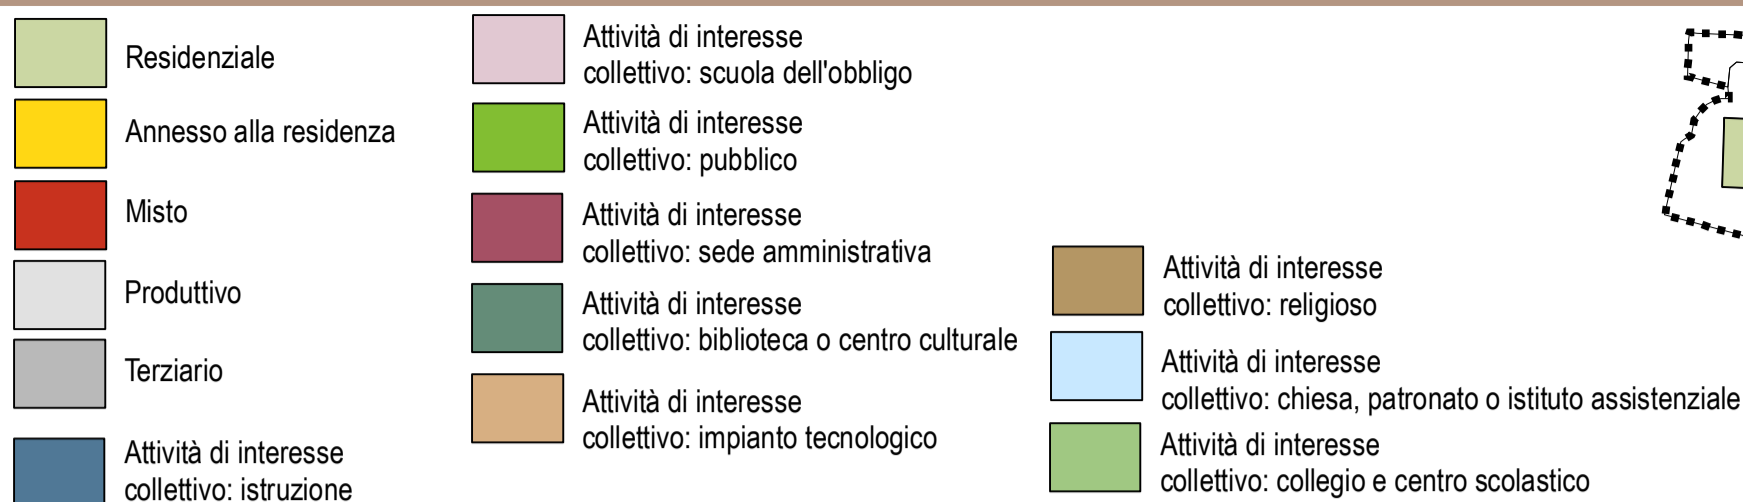 Residenziale
Annesso alla residenza
Misto
Produttivo
Terziario
Attività di interesse
collettivo: istruzione
Attività di interesse
collettivo: scuola dell'obbligo
Attività di interesse
collettivo: pubblico
Attività di interesse
collettivo: sede amministrativa
Attività di interesse
collettivo: biblioteca o centro culturale
Attività di interesse
collettivo: impianto tecnologico
Attività di interesse
collettivo: religioso
Attività di interesse
collettivo: chiesa, patronato o istituto assistenziale
Attività di interesse
collettivo: collegio e centro scolastico